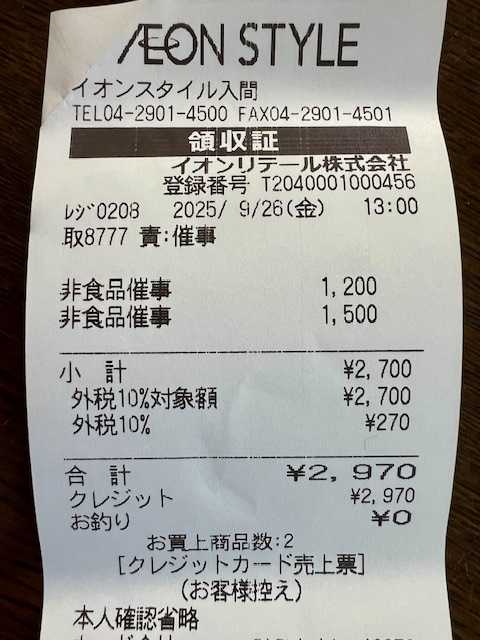 ÆON STYLE
イオンスタイル入間
TEL04-2901-4500 FAX04-2901-4501
領収証
イオンリテール株式会社
登録番号 T2040001000456
ﾚｼﾞ0208 2025/ 9/26(金) 13:00
取8777 責:催事
非食品催事 1,200
非食品催事 1,500
小 計 ¥2,700
外税10%対象額 ¥2,700
外税10% ¥270
合 計 ¥2,970
クレジット ¥2,970
お釣り ¥0
お買上商品数:2
[クレジットカード売上票]
(お客様控え)
本人確認省略